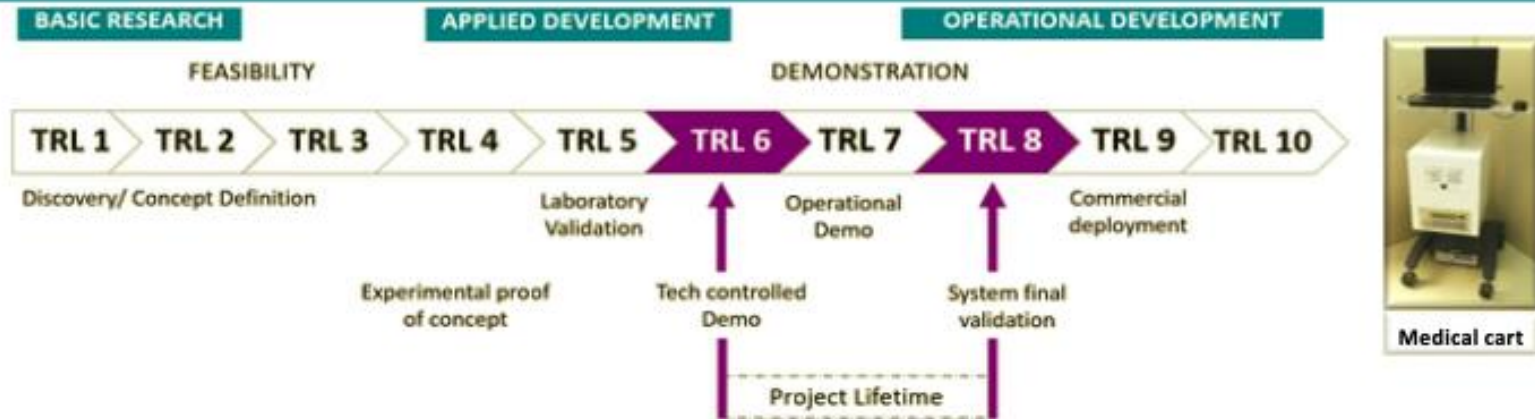 BASIC RESEARCH
APPLIED DEVELOPMENT
OPERATIONAL DEVELOPMENT
FEASIBILITY
DEMONSTRATION
TRL 1
TRL 2
TRL 3
TRL 4
TRL 5
TRL 6
TRL 7
TRL 8
TRL 9
TRL 10
Discovery/ Concept Definition
Laboratory
Validation
Operational
Demo
Commercial
deployment
Experimental proof
of concept
Tech controlled
Demo
System final
validation
Medical cart
Project Lifetime